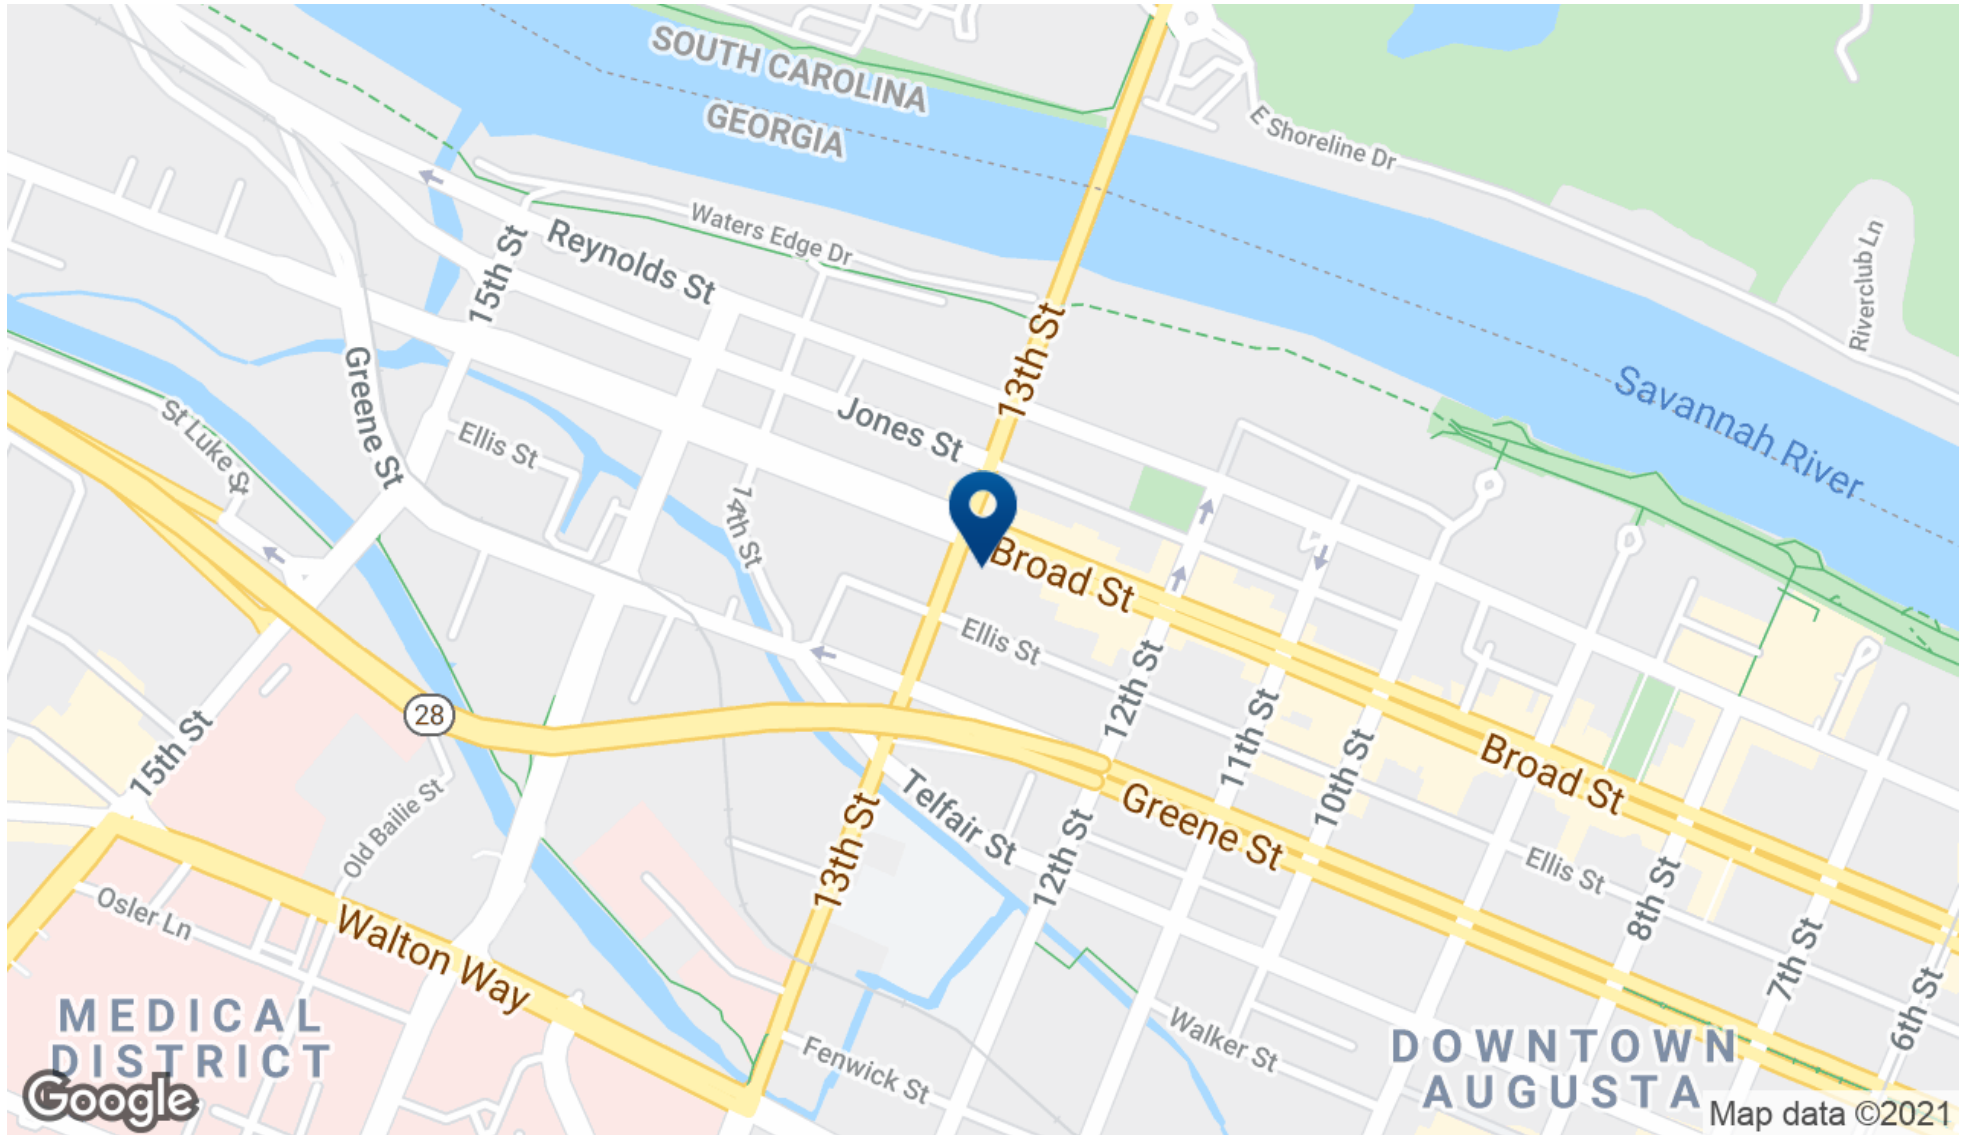 SOUTH CAROLINA
GEORGIA
E Shoreline Dr
Waters Edge Dr
Reynolds St
15th St
Riverclub Ln
13th St
Greene St
Savannah River
St Luke St
Ellis St
Jones St
14th St
Broad St
Ellis St
12th St
28
15th St
11th St
10th St
Broad St
Old Baillie St
Telfair St
Greene St
13th St
12th St
Ellis St
8th St
Osler Ln
Walton Way
7th St
6th St
MEDICAL
DISTRICT
Fenwick St
Walker St
DOWNTOWN
AUGUSTA
Google
Map data ©2021